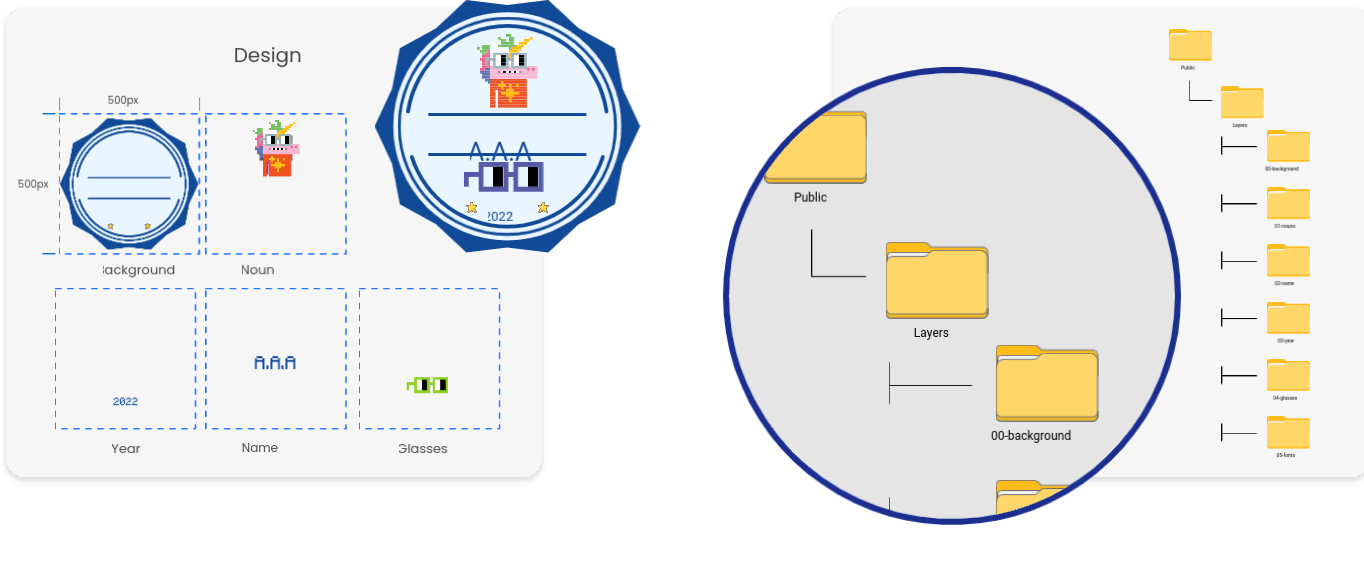 Design
500px
500px
A.A.A
2022
ackground
Noun
2022
A.A.A
Year
Name
Glasses
Public
Layers
00-background
Public
Layers
00-background
01-nouns
02-name
03-year
04-glasses
05-fonts